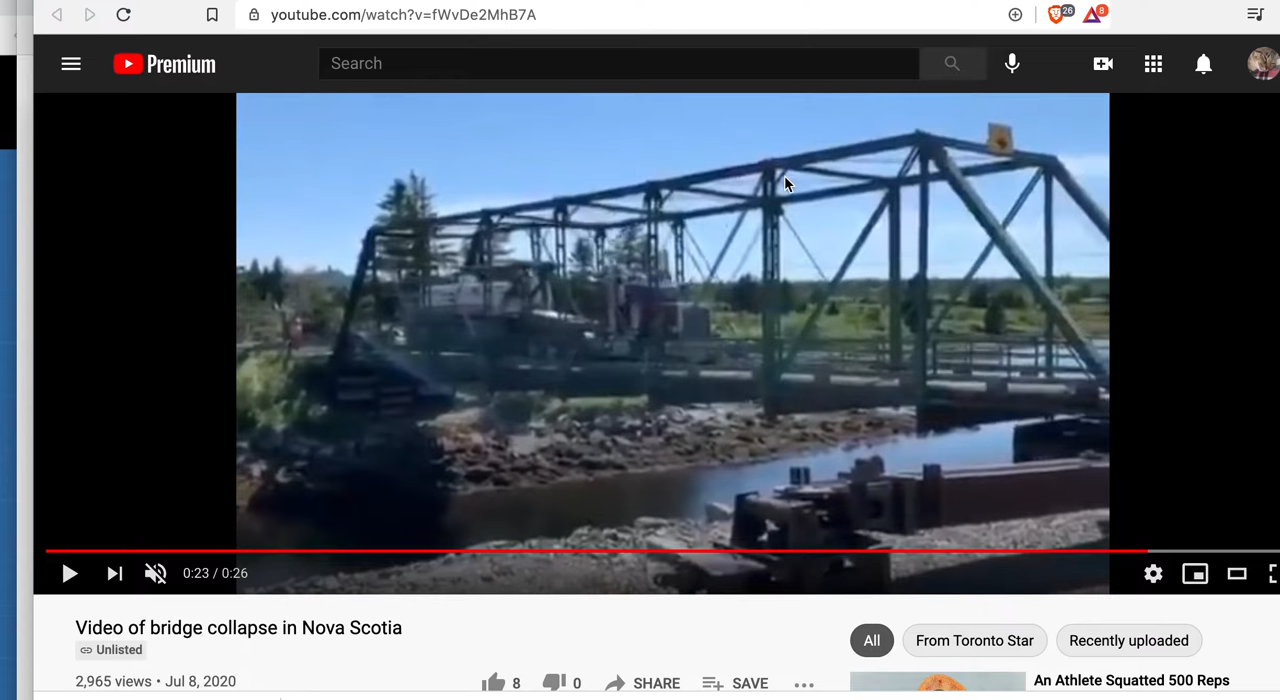 youtube.com/watch?v=fWvDe2MhB7A
26
8
Premium
Search
0:23 / 0:26
Video of bridge collapse in Nova Scotia
Unlisted
2,965 views • Jul 8, 2020
8
0
SHARE
SAVE
All
From Toronto Star
Recently uploaded
An Athlete Squatted 500 Reps